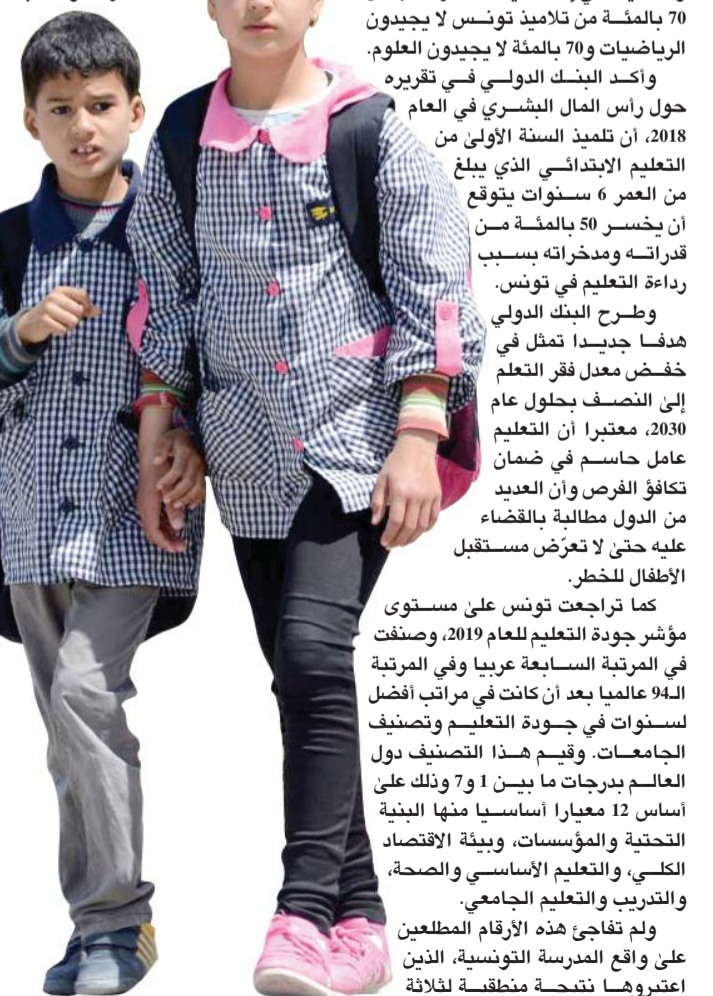 70 بالمئة من تلاميذ تونس لا يجيدون
الرياضيات و70 بالمئة لا يجيدون العلوم.
وأكد البنك الدولي في تقريره
حول رأس المال البشري في العام
2018، أن تلميذ السنة الأولى من
التعليم الابتدائي الذي يبلغ
من العمر 6 سنوات يتوقع
أن يخسر 50 بالمئة من
قدراته ومدخراته بسبب
رداءة التعليم في تونس.
وطرح البنك الدولي
هدفا جديدا تمثل في
خفض معدل فقر التعلم
إلى النصف بحلول عام
2030، معتبرا أن التعليم
عامل حاسم في ضمان
تكافؤ الفرص وأن العديد
من الدول مطالبة بالقضاء
عليه حتى لا تعرّض مستقبل
الأطفال للخطر.
كما تراجعت تونس على مستوى
مؤشر جودة التعليم للعام 2019، وصنفت
في المرتبة السابعة عربيا وفي المرتبة
الـ94 عالميا بعد أن كانت في مراتب أفضل
لسنوات في جودة التعليم وتصنيف
الجامعات. وقيم هذا التصنيف دول
العالم بدرجات ما بين 1 و7 وذلك على
أساس 12 معيارا أساسيا منها البنية
التحتية والمؤسسات، وبيئة الاقتصاد
الكلي، والتعليم الأساسي والصحة،
والتدريب والتعليم الجامعي.
ولم تفاجئ هذه الأرقام المطلعين
على واقع المدرسة التونسية، الذين
اعتبروها نتيجة منطقية لثلاثة